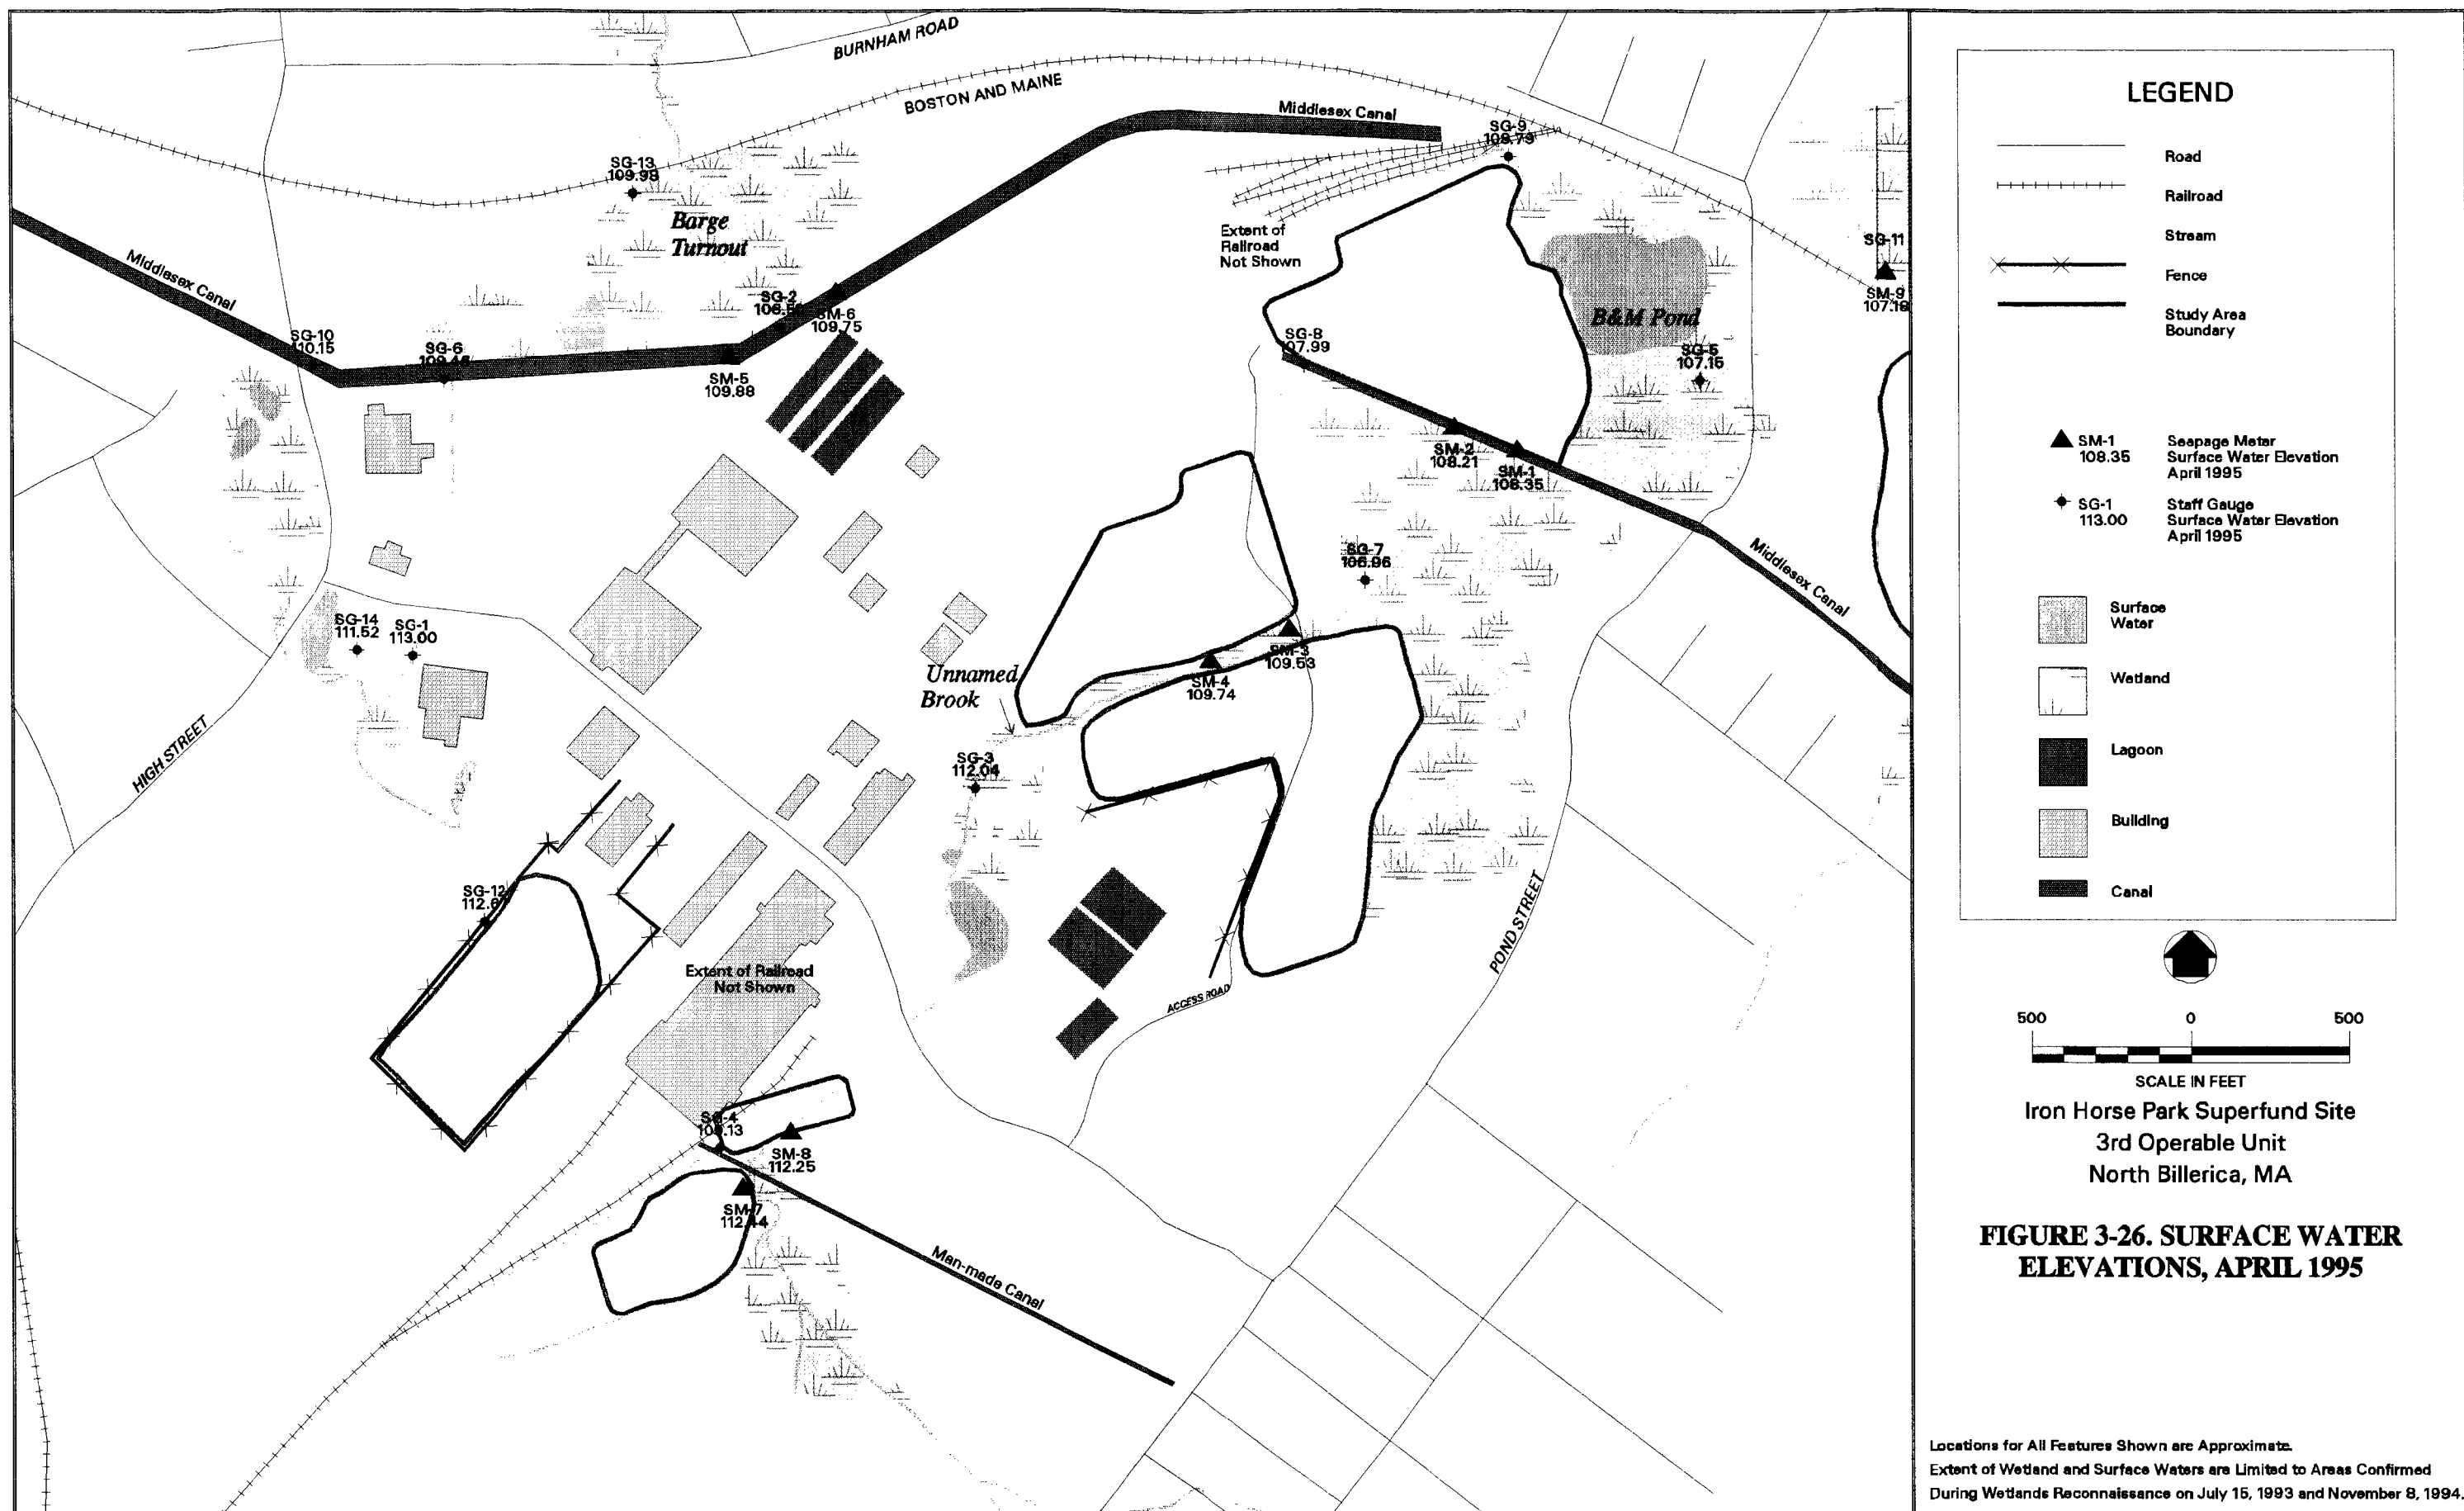 BURNHAM ROAD
BOSTON AND MAINE
Middlesex Canal
SG-9
109.79
SG-13
109.98
Barge
Turnout
SG-11
SM-9
107.18
Extent of
Railroad
Not Shown
Middlesex Canal
SG-2
SM-6
109.75
B&M Pond
SG-10
110.15
SG-6
SG-8
107.99
SG-5
107.15
SM-5
109.88
SM-2
108.21
SM-1
108.35
SG-7
106.96
Middlesex Canal
SG-14
111.52
SG-1
113.00
SM-3
109.53
SM-4
109.74
Unnamed
Brook
HIGH STREET
SG-3
112.04
SG-12
POND STREET
Extent of Railroad
Not Shown
ACCESS ROAD
SG-4
SM-8
112.25
SM-7
112.44
Man-made Canal
LEGEND
Road
Railroad
Stream
Fence
Study Area
Boundary
SM-1
108.35
Seepage Meter
Surface Water Elevation
April 1995
SG-1
113.00
Staff Gauge
Surface Water Elevation
April 1995
Surface
Water
Wetland
Lagoon
Building
Canal
500 0 500
SCALE IN FEET
Iron Horse Park Superfund Site
3rd Operable Unit
North Billerica, MA
FIGURE 3-26. SURFACE WATER
ELEVATIONS, APRIL 1995
Locations for All Features Shown are Approximate.
Extent of Wetland and Surface Waters are Limited to Areas Confirmed
During Wetlands Reconnaissance on July 15, 1993 and November 8, 1994.